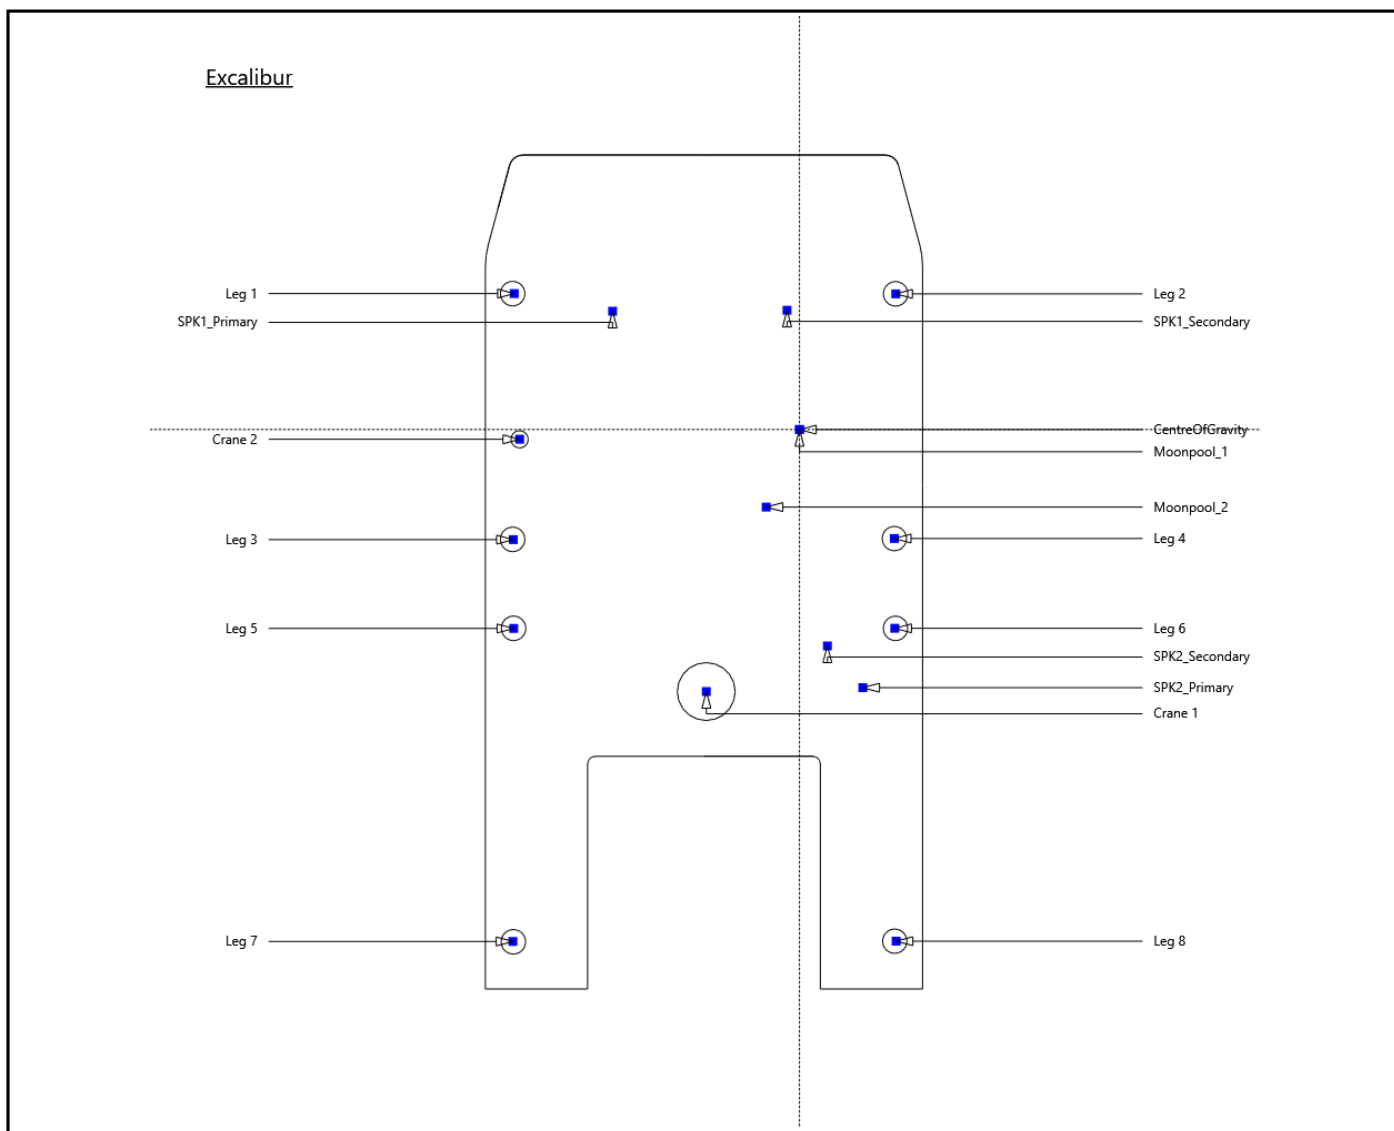 Excalibur
Leg 1
Leg 2
SPK1_Primary
SPK1_Secondary
CentreOfGravity
Crane 2
Moonpool_1
Moonpool_2
Leg 3
Leg 4
Leg 5
Leg 6
SPK2_Secondary
SPK2_Primary
Crane 1
Leg 7
Leg 8